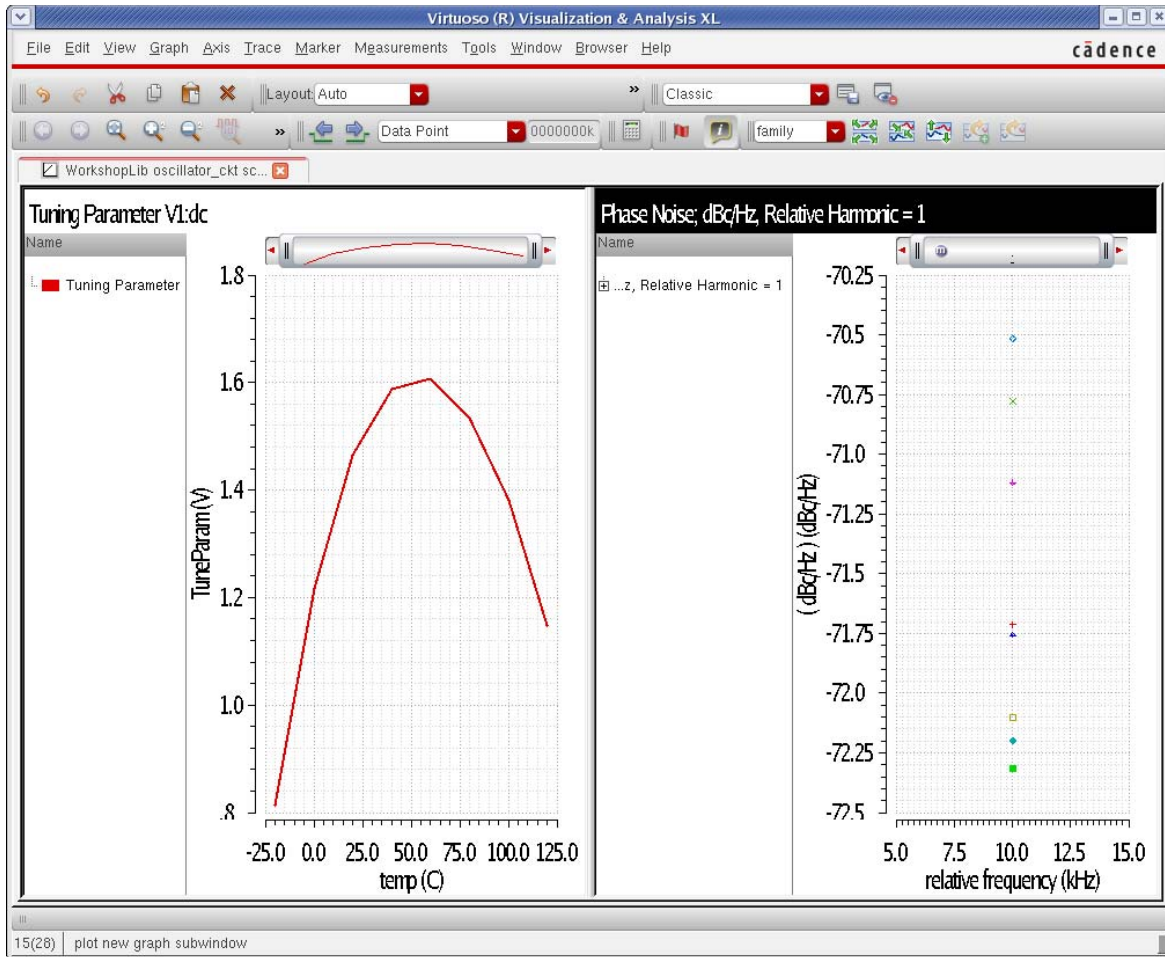 Virtuoso (R) Visualization & Analysis XL
File Edit View Graph Axis Trace Marker Measurements Tools Window Browser Help
cādence
Layout: Auto
» Classic
» Data Point 0000000k family
WorkshopLib oscillator_ckt sc...
Tuning Parameter V1:dc
Name
Tuning Parameter
1.8
1.6
1.4
1.2
1.0
.8
TuneParam (V)
-25.0 0.0 25.0 50.0 75.0 100.0 125.0
temp (C)
Phase Noise; dBc/Hz, Relative Harmonic = 1
Name
...z, Relative Harmonic = 1
-70.25
-70.5
-70.75
-71.0
-71.25
-71.5
-71.75
-72.0
-72.25
-72.5
( dBc/Hz ) (dBc/Hz)
5.0 7.5 10.0 12.5 15.0
relative frequency (kHz)
15(28) plot new graph subwindow